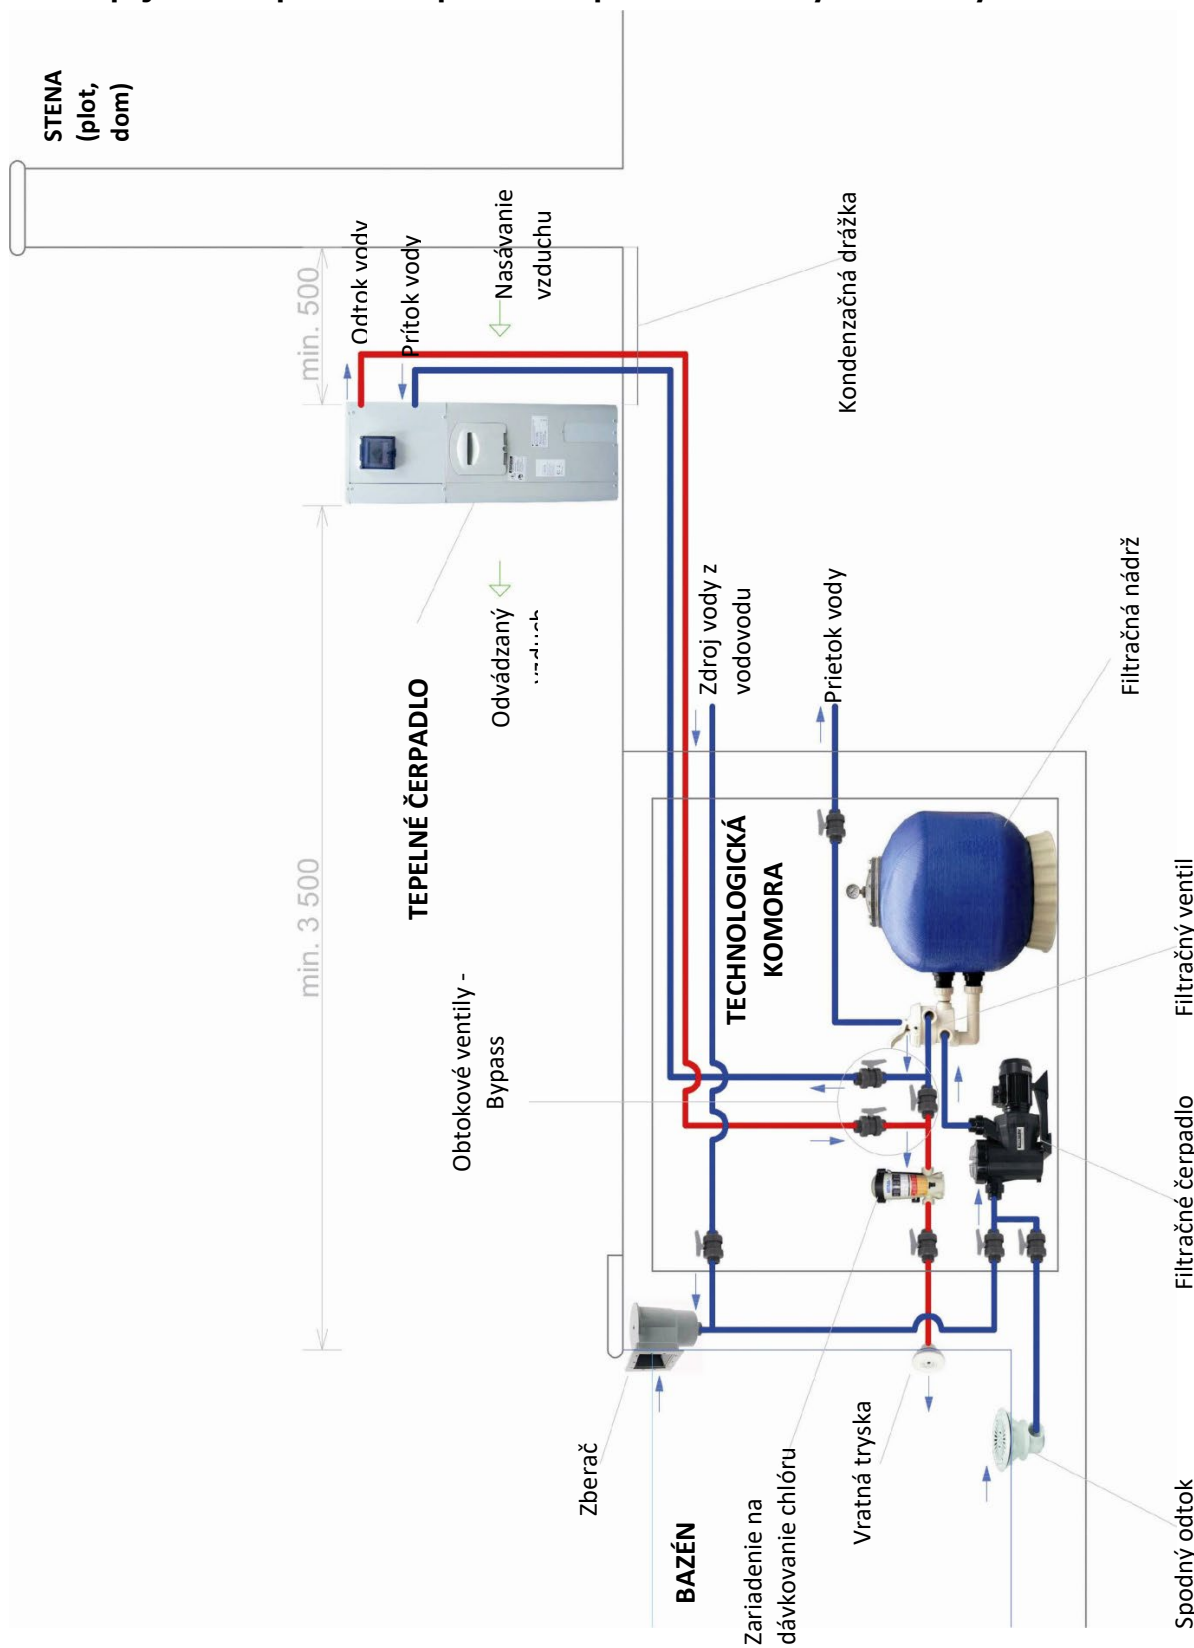 STENA
(plot,
dom)
min. 500
Odtok vody
Prítok vody
Nasávanie
vzduchu
Kondenzačná drážka
min. 3 500
TEPELNÉ ČERPADLO
Odvádzaný
vzduch
Zdroj vody z
vodovodu
Prietok vody
Filtračná nádrž
Obtokové ventily -
Bypass
TECHNOLOGICKÁ
KOMORA
Filtračný ventil
Filtračné čerpadlo
Zberač
BAZÉN
Zariadenie na
dávkovanie chlóru
Vratná tryska
Spodný odtok